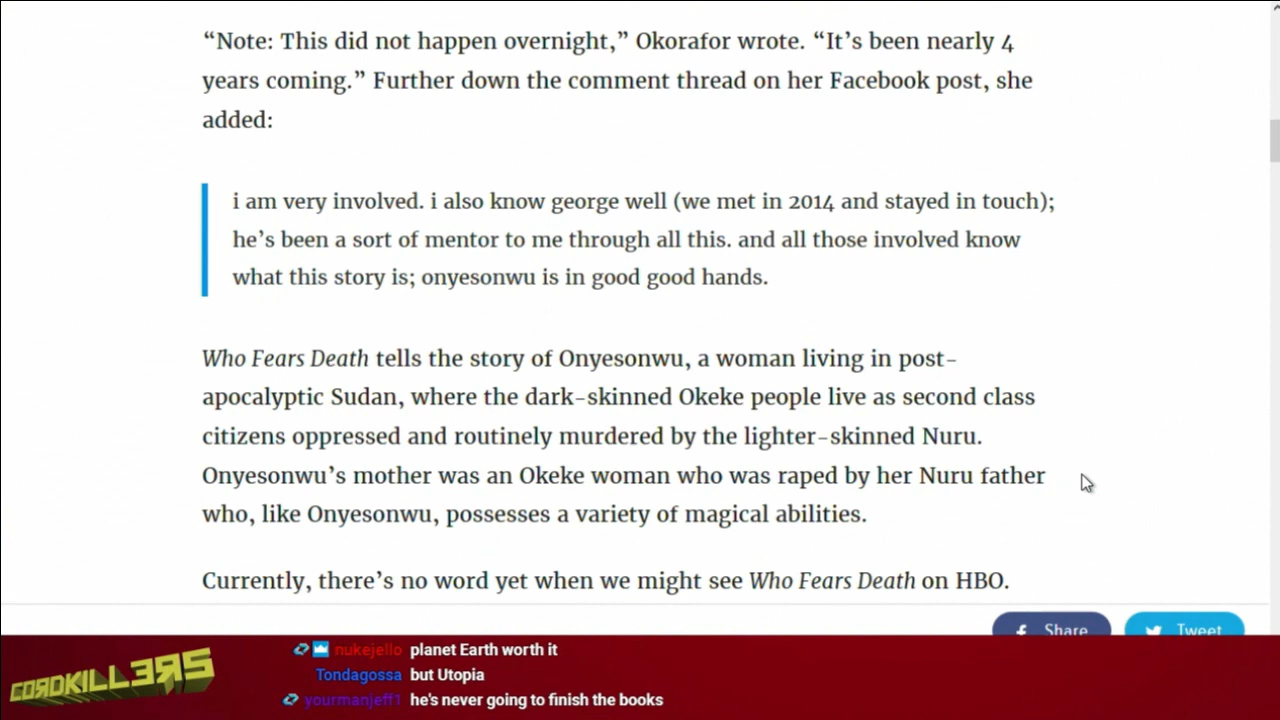 “Note: This did not happen overnight,” Okorafor wrote. “It’s been nearly 4
years coming.” Further down the comment thread on her Facebook post, she
added:
i am very involved. i also know george well (we met in 2014 and stayed in touch);
he’s been a sort of mentor to me through all this. and all those involved know
what this story is; onyesonwu is in good good hands.
Who Fears Death tells the story of Onyesonwu, a woman living in post-
apocalyptic Sudan, where the dark-skinned Okeke people live as second class
citizens oppressed and routinely murdered by the lighter-skinned Nuru.
Onyesonwu’s mother was an Okeke woman who was raped by her Nuru father
who, like Onyesonwu, possesses a variety of magical abilities.
Currently, there’s no word yet when we might see Who Fears Death on HBO.
Share Tweet
CORDKILLERS
nukejello planet Earth worth it
Tondagossa but Utopia
yourmanjeff1 he's never going to finish the books